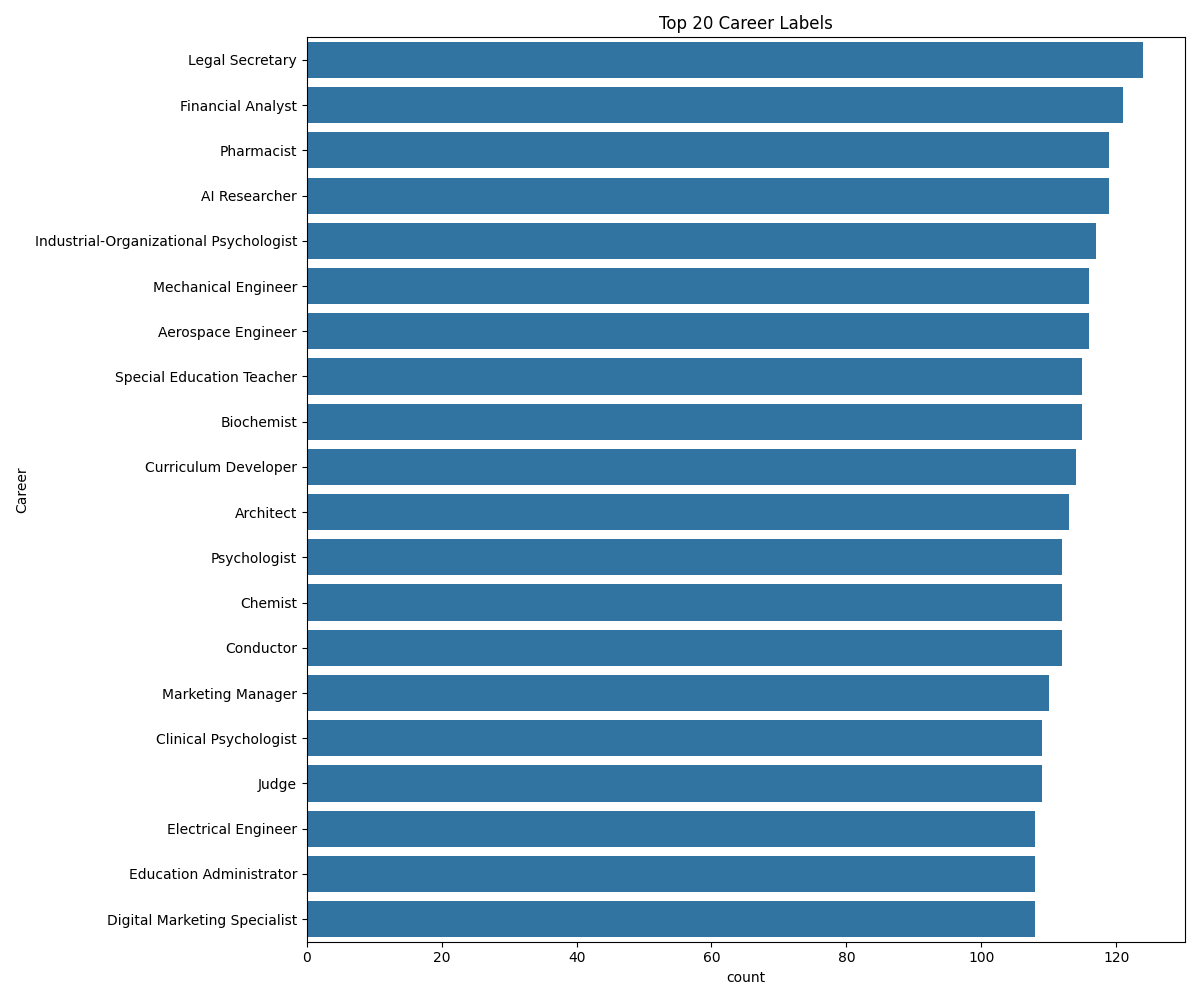 Top 20 Career Labels
Legal Secretary
Financial Analyst
Pharmacist
AI Researcher
Industrial-Organizational Psychologist
Mechanical Engineer
Aerospace Engineer
Special Education Teacher
Biochemist
Curriculum Developer
Architect
Psychologist
Chemist
Conductor
Marketing Manager
Clinical Psychologist
Judge
Electrical Engineer
Education Administrator
Digital Marketing Specialist
Career
0 20 40 60 80 100 120
count